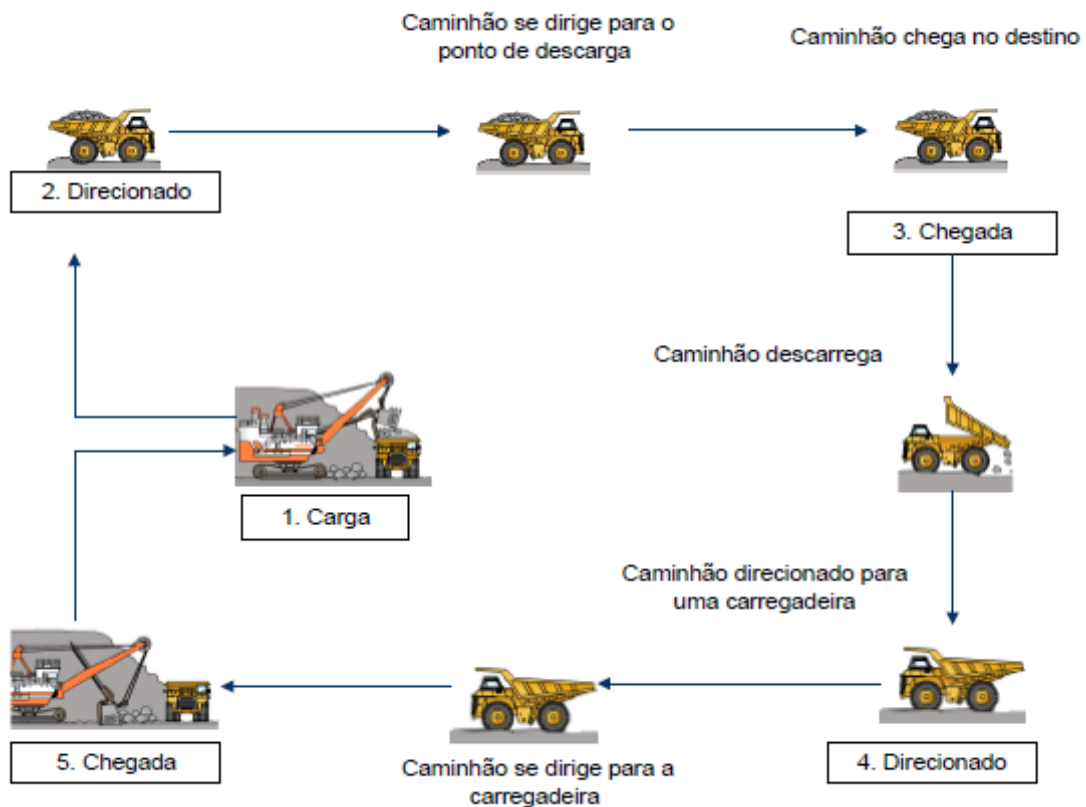 Caminhão se dirige para o
ponto de descarga
Caminhão chega no destino
2. Direcionado
3. Chegada
Caminhão descarrega
1. Carga
Caminhão direcionado para
uma carregadeira
5. Chegada
Caminhão se dirige para a
carregadeira
4. Direcionado